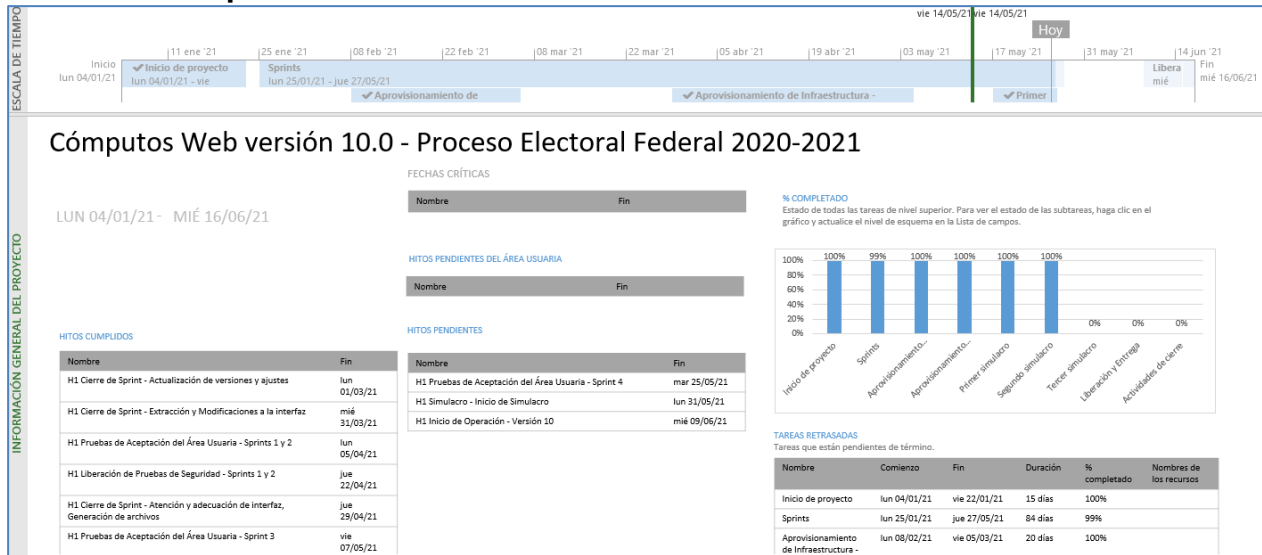 ESCALA DE TIEMPO
vie 14/05/21 vie 14/05/21
Hoy
11 ene '21 25 ene '21 08 feb '21 22 feb '21 08 mar '21 22 mar '21 05 abr '21 19 abr '21 03 may '21 17 may '21 31 may '21 14 jun '21
Inicio
lun 04/01/21
✔Inicio de proyecto
lun 04/01/21 - vie
Sprints
lun 25/01/21 - jue 27/05/21
Libera
mié
Fin
mié 16/06/21
✔Aprovisionamiento de
✔Aprovisionamiento de Infraestructura -
✔Primer
INFORMACIÓN GENERAL DEL PROYECTO
Cómputos Web versión 10.0 - Proceso Electoral Federal 2020-2021
LUN 04/01/21 - MIÉ 16/06/21
HITOS CUMPLIDOS
Nombre Fin
H1 Cierre de Sprint - Actualización de versiones y ajustes lun
01/03/21
H1 Cierre de Sprint - Extracción y Modificaciones a la interfaz mié
31/03/21
H1 Pruebas de Aceptación del Área Usuaria - Sprints 1 y 2 lun
05/04/21
H1 Liberación de Pruebas de Seguridad - Sprints 1 y 2 jue
22/04/21
H1 Cierre de Sprint - Atención y adecuación de interfaz, jue
Generación de archivos 29/04/21
H1 Pruebas de Aceptación del Área Usuaria - Sprint 3 vie
07/05/21
FECHAS CRÍTICAS
Nombre Fin
HITOS PENDIENTES DEL ÁREA USUARIA
Nombre Fin
HITOS PENDIENTES
Nombre Fin
H1 Pruebas de Aceptación del Área Usuaria - Sprint 4 mar 25/05/21
H1 Simulacro - Inicio de Simulacro lun 31/05/21
H1 Inicio de Operación - Versión 10 mié 09/06/21
% COMPLETADO
Estado de todas las tareas de nivel superior. Para ver el estado de las subtareas, haga clic en el
gráfico y actualice el nivel de esquema en la Lista de campos.
100% 99% 100% 100% 100% 100% 0% 0% 0%
100%
80%
60%
40%
20%
0%
Inicio de proyecto
Sprints
Aprovisionamiento...
Aprovisionamiento...
Primer simulacro
Segundo simulacro
Tercer simulacro
Liberación y Entrega
Actividades de cierre
TAREAS RETRASADAS
Tareas que están pendientes de término.
Nombre Comienzo Fin Duración % Nombres de
completado los recursos
Inicio de proyecto lun 04/01/21 vie 22/01/21 15 días 100%
Sprints lun 25/01/21 jue 27/05/21 84 días 99%
Aprovisionamiento lun 08/02/21 vie 05/03/21 20 días 100%
de Infraestructura -